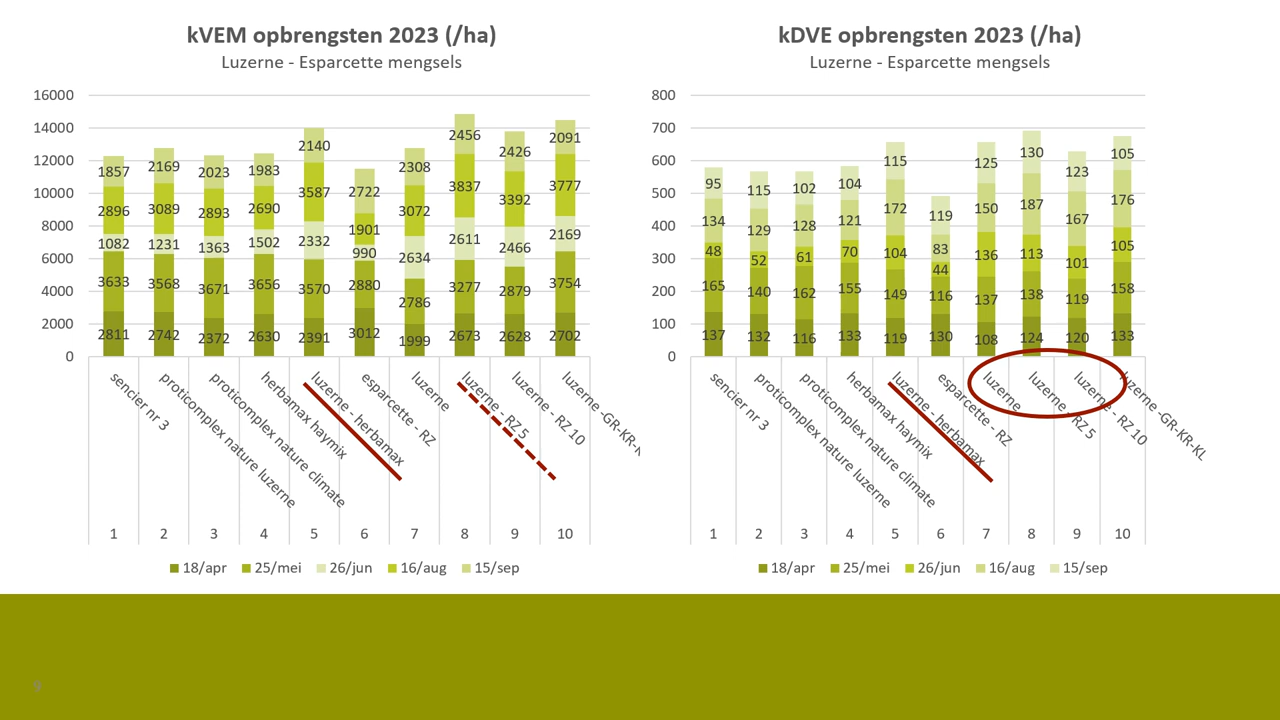 kVEM opbrengsten 2023 (/ha)
Luzerne - Esparcette mengsels
16000
14000
12000
10000
8000
6000
4000
2000
0
1857 2169 2023 1983 2140 2722 2308 2456 2426 2091
2896 3089 2893 2690 3587 1901 3072 3837 3392 3777
1082 1231 1363 1502 2332 990 2634 2611 2466 2169
3633 3568 3671 3656 3570 2880 2786 3277 2879 3754
2811 2742 2372 2630 2391 3012 1999 2673 2628 2702
sencier nr 3
proticomplex nature luzerne
proticomplex nature climate
herbamax haymix
luzerne - herbamax
esparcette - RZ
luzerne
luzerne - RZ 5
luzerne - RZ 10
luzerne -GR-KR-
1 2 3 4 5 6 7 8 9 10
18/apr 25/mei 26/jun 16/aug 15/sep
kDVE opbrengsten 2023 (/ha)
Luzerne - Esparcette mengsels
800
700
600
500
400
300
200
100
0
95 115 102 104 115 119 125 130 123 105
134 129 128 121 172 83 150 187 167 176
48 52 61 70 104 44 136 113 101 105
165 140 162 155 149 116 137 138 119 158
137 132 116 133 119 130 108 124 120 133
sencier nr 3
proticomplex nature luzerne
proticomplex nature climate
herbamax haymix
luzerne - herbamax
esparcette - RZ
luzerne
luzerne - RZ 5
luzerne - RZ 10
luzerne -GR-KR-KL
1 2 3 4 5 6 7 8 9 10
18/apr 25/mei 26/jun 16/aug 15/sep